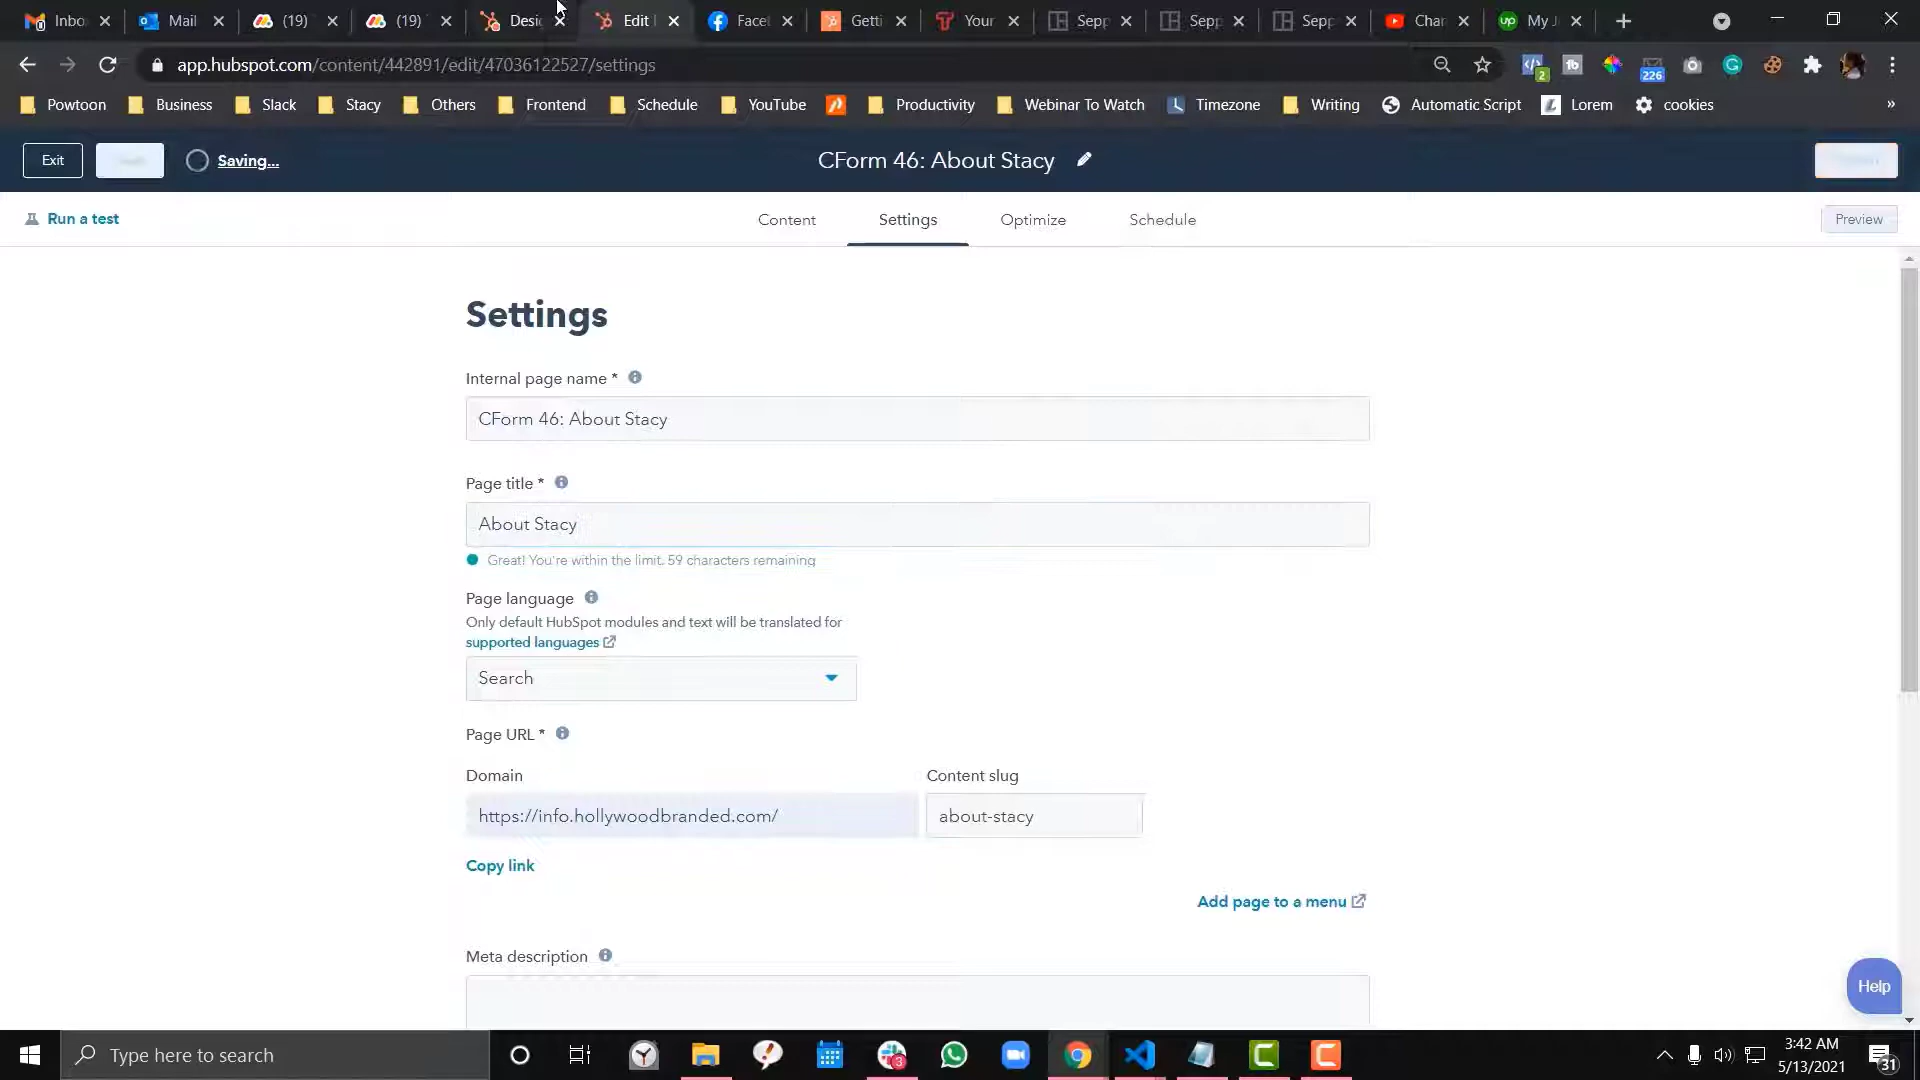 Inbo
Mail
(19)
(19)
Desig
Edit
Facel
Getti
Your
Sepp
Sepp
Sepp
Char
My J
app.hubspot.com/content/442891/edit/47036122527/settings
2
226
Powtoon
Business
Slack
Stacy
Others
Frontend
Schedule
YouTube
Productivity
Webinar To Watch
Timezone
Writing
Automatic Script
Lorem
cookies
»
Exit
Saving...
CForm 46: About Stacy
Run a test
Content
Settings
Optimize
Schedule
Preview
Settings
Internal page name *
CForm 46: About Stacy
Page title *
About Stacy
Great! You're within the limit. 59 characters remaining
Page language
Only default HubSpot modules and text will be translated for
supported languages
Search
Page URL *
Domain
Content slug
https://info.hollywoodbranded.com/
about-stacy
Copy link
Add page to a menu
Meta description
Help
Type here to search
3
3:42 AM
5/13/2021
31